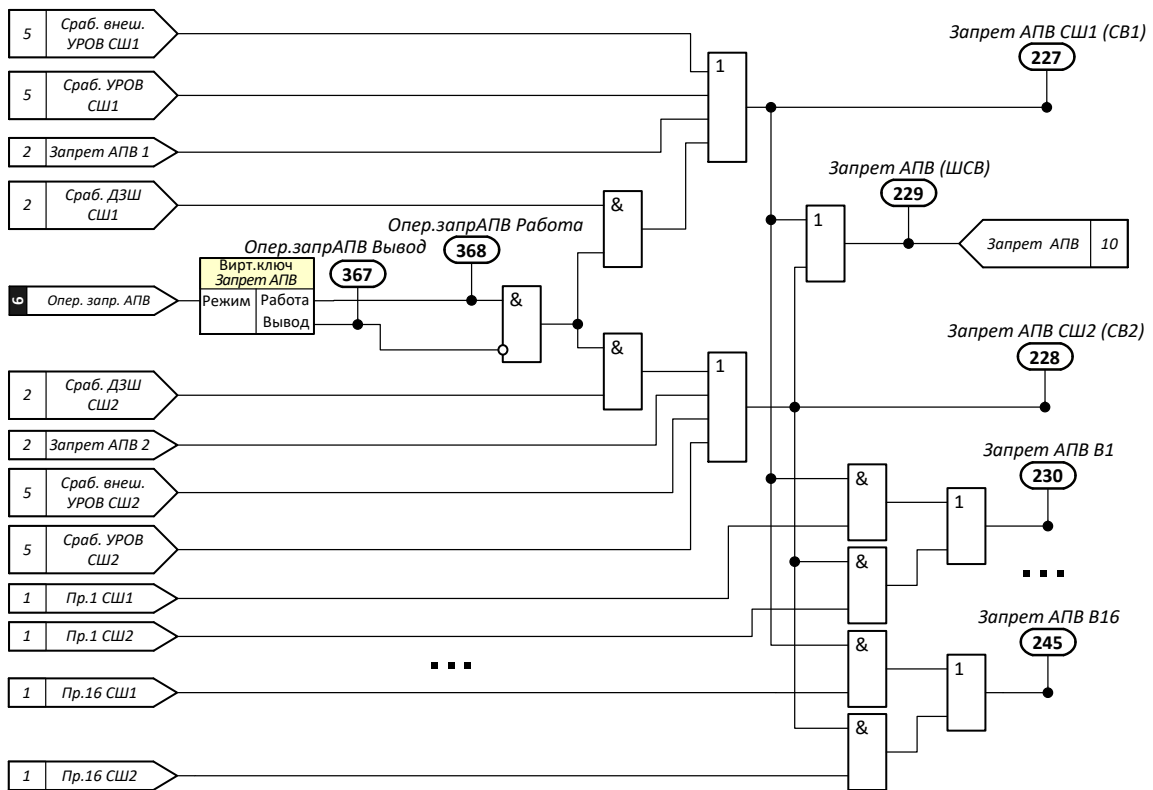 5 Сраб. внеш.
УРОВ СШ1
Запрет АПВ СШ1 (СВ1)
227
1
5 Сраб. УРОВ
СШ1
2 Запрет АПВ 1
Запрет АПВ (ШСВ)
229
2 Сраб. ДЗШ
СШ1
&
1
Запрет АПВ 10
Опер.запрАПВ Работа
368
Опер.запрАПВ Вывод
367
Вирт.ключ
Запрет АПВ
6 Опер. запр. АПВ
Режим Работа
Вывод
&
&
Запрет АПВ СШ2 (СВ2)
228
1
2 Сраб. ДЗШ
СШ2
2 Запрет АПВ 2
Запрет АПВ В1
230
5 Сраб. внеш.
УРОВ СШ2
&
1
5 Сраб. УРОВ
СШ2
&
1 Пр.1 СШ1
1 Пр.1 СШ2
Запрет АПВ В16
245
&
1
1 Пр.16 СШ1
&
1 Пр.16 СШ2